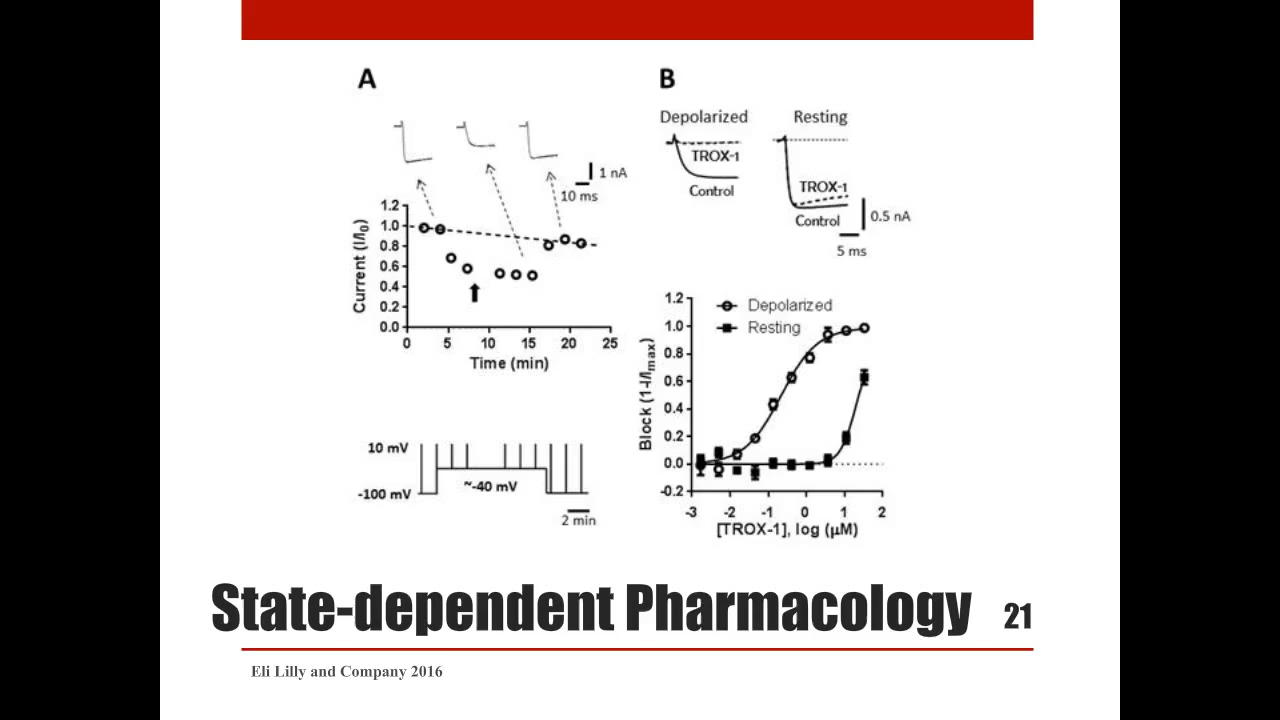 A
1 nA
10 ms
1.2
1.0
0.8
0.6
0.4
0.2
0.0
Current (I/I0)
0 5 10 15 20 25
Time (min)
10 mV
-100 mV
~-40 mV
2 min
B
Depolarized Resting
TROX-1
Control
TROX-1
Control
0.5 nA
5 ms
Depolarized
Resting
1.2
1.0
0.8
0.6
0.4
0.2
0.0
-0.2
Block (1-I/Imax)
-3 -2 -1 0 1 2
[TROX-1], log (µM)
State-dependent Pharmacology 21
Eli Lilly and Company 2016